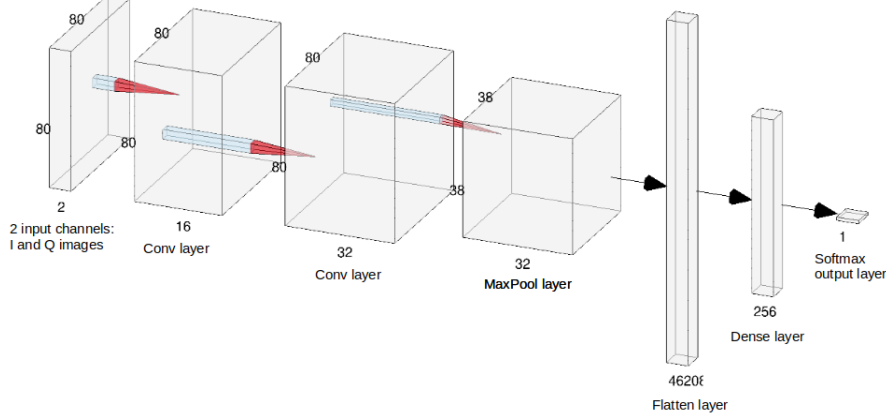 80
80
2
2 input channels:
I and Q images
80
80
16
Conv layer
80
80
32
Conv layer
38
38
32
MaxPool layer
46208
Flatten layer
256
Dense layer
1
Softmax
output layer